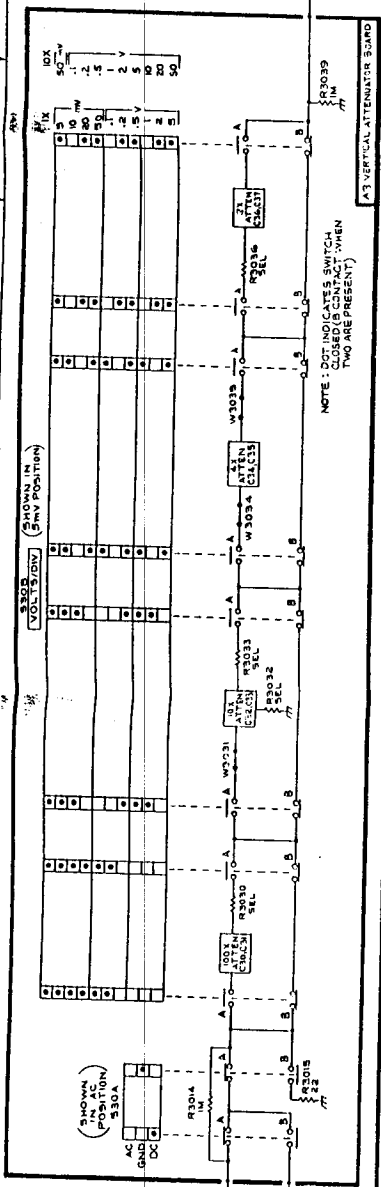 A3 VERTICAL ATTENUATOR BOARD
R3039
1M
10X
50 mV
.1
.2
.5
1
2
5
10
20
50
V
1X
5
10
20
50
mV
.1
.2
.5
1
2
5
V
A
B
2X
ATTEN
C36,C37
R3036
SEL
A
B
NOTE: DOT INDICATES SWITCH
CLOSED (B CONTACT WHEN
TWO ARE PRESENT)
A
B
W3035
4X
ATTEN
C34,C35
W3034
(SHOWN IN
5mV POSITION)
S30B
VOLTS/DIV
A
B
A
B
R3033
SEL
10X
ATTEN
R3032
SEL
W3031
A
B
A
B
R3030
SEL
100X
ATTEN
C30,C31
A
B
(SHOWN
IN AC
POSITION)
S30A
AC
GND
DC
R3014
1M
A
B
R3015
22
A
B